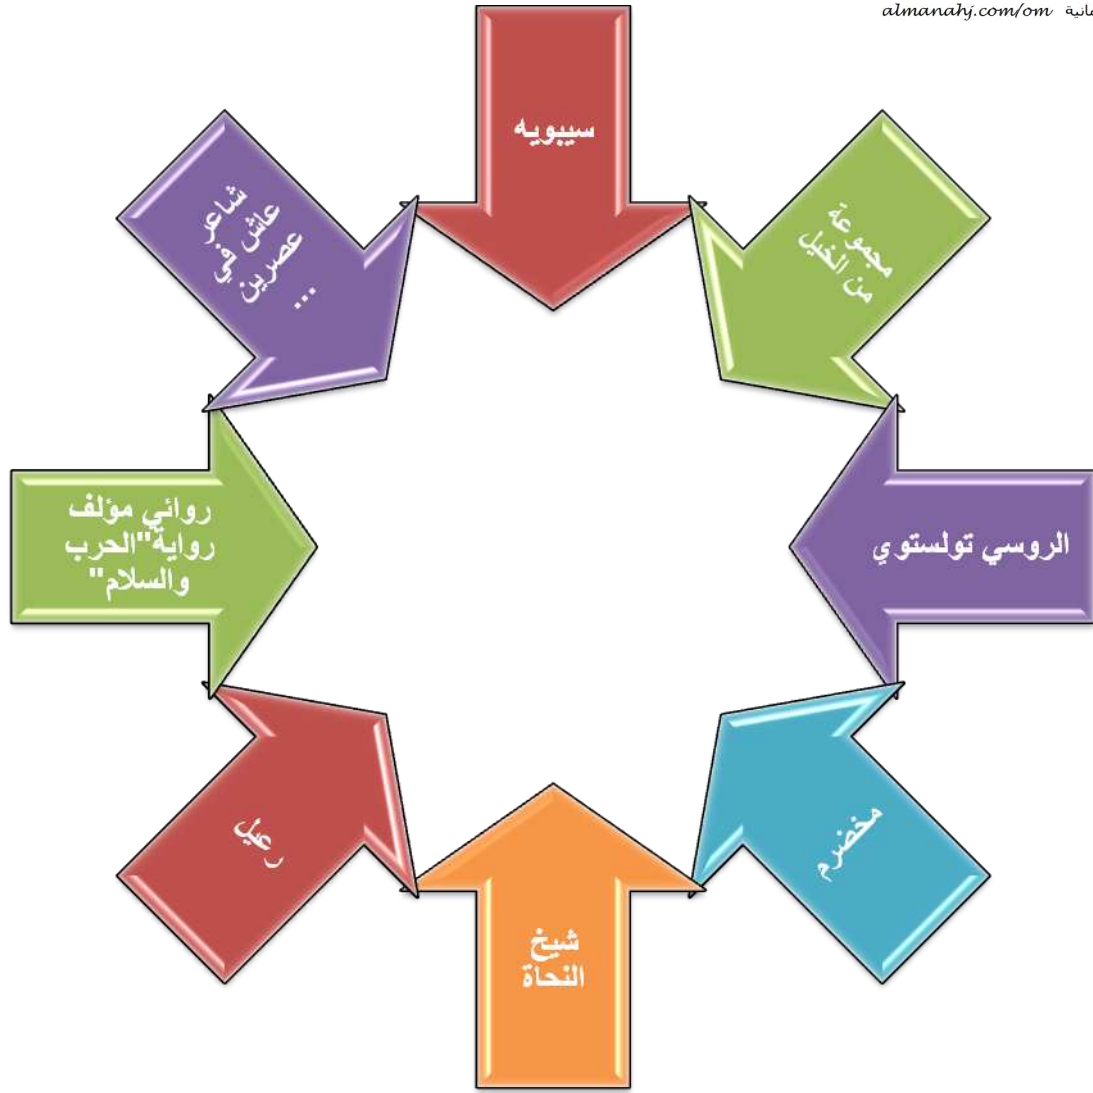 مانية almanahj.com/om
سيبويه
مجموعة
من الخيل
الروسي تولستوي
مخضرم
شيخ
النحاة
رعيل
روائي مؤلف
رواية"الحرب
والسلام"
شاعر
عاش في
عصرين
...